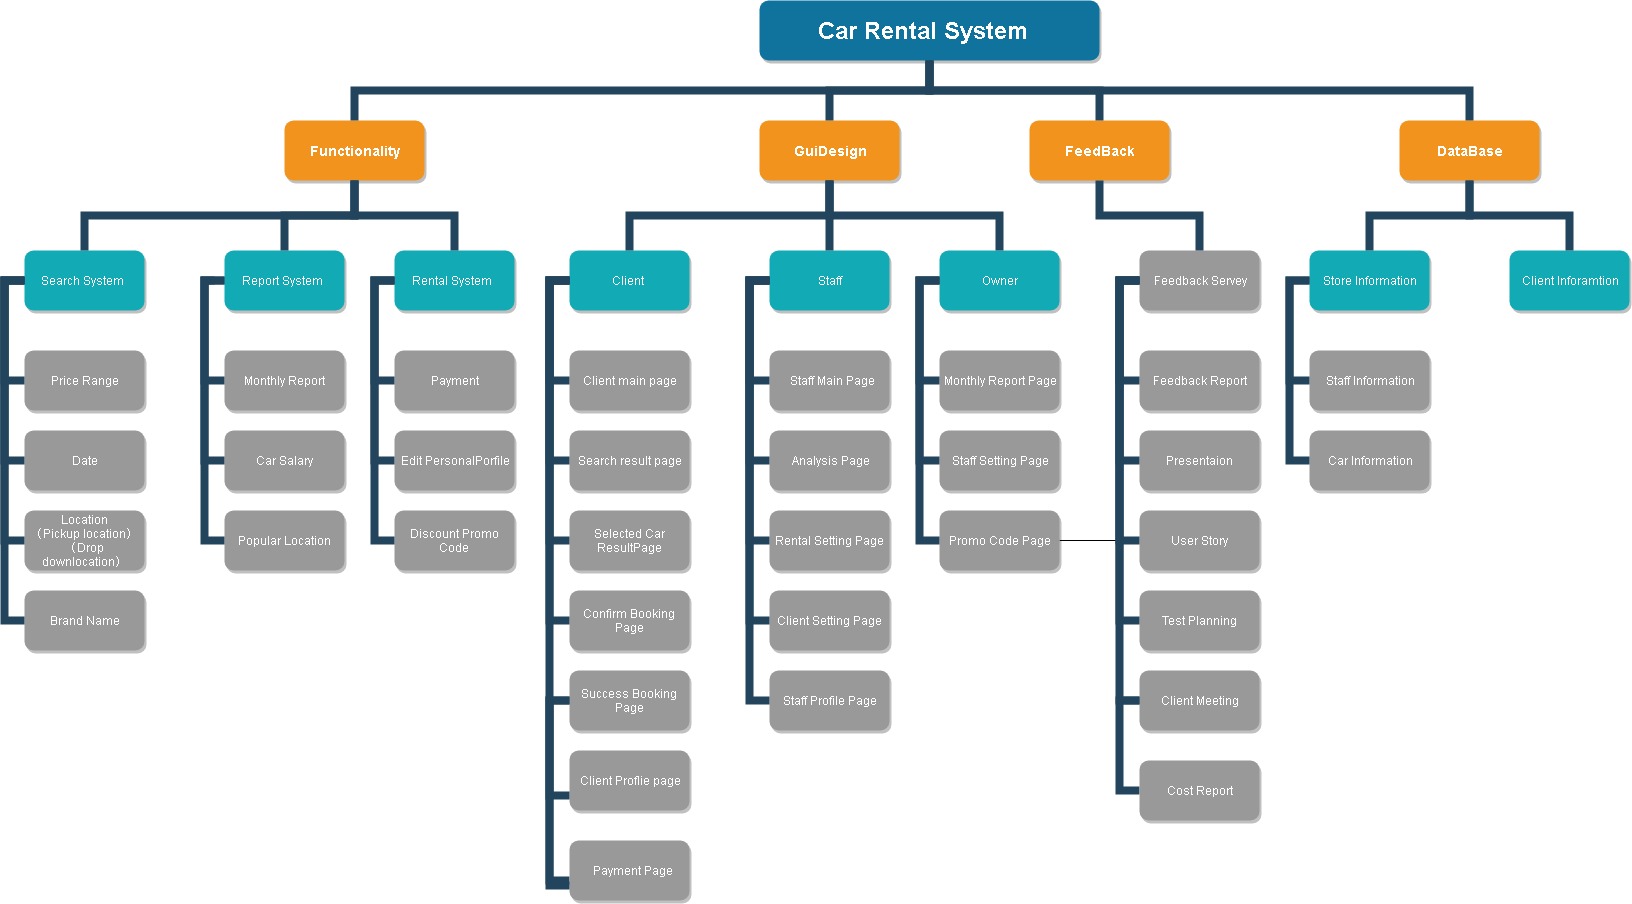 Car Rental System
Functionality
GuiDesign
FeedBack
DataBase
Search System
Report System
Rental System
Client
Staff
Owner
Feedback Servey
Store Information
Client Inforamtion
Price Range
Monthly Report
Payment
Client main page
Staff Main Page
Monthly Report Page
Feedback Report
Staff Information
Date
Car Salary
Edit PersonalPorfile
Search result page
Analysis Page
Staff Setting Page
Presentaion
Car Information
Location
（Pickup location）
（Drop
downlocation）
Popular Location
Discount Promo
Code
Selected Car
ResultPage
Rental Setting Page
Promo Code Page
User Story
Brand Name
Confirm Booking
Page
Client Setting Page
Test Planning
Success Booking
Page
Staff Profile Page
Client Meeting
Client Proflie page
Cost Report
Payment Page